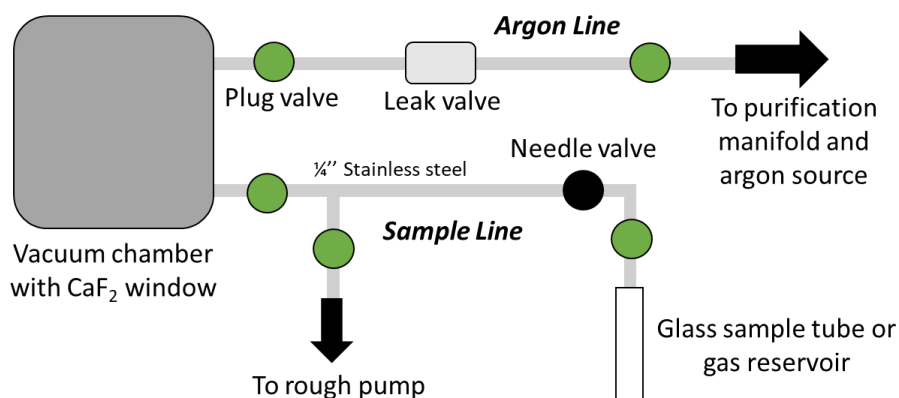 Argon Line
Plug valve
Leak valve
To purification
manifold and
argon source
Needle valve
¼’’ Stainless steel
Sample Line
Vacuum chamber
with CaF₂ window
Glass sample tube or
gas reservoir
To rough pump